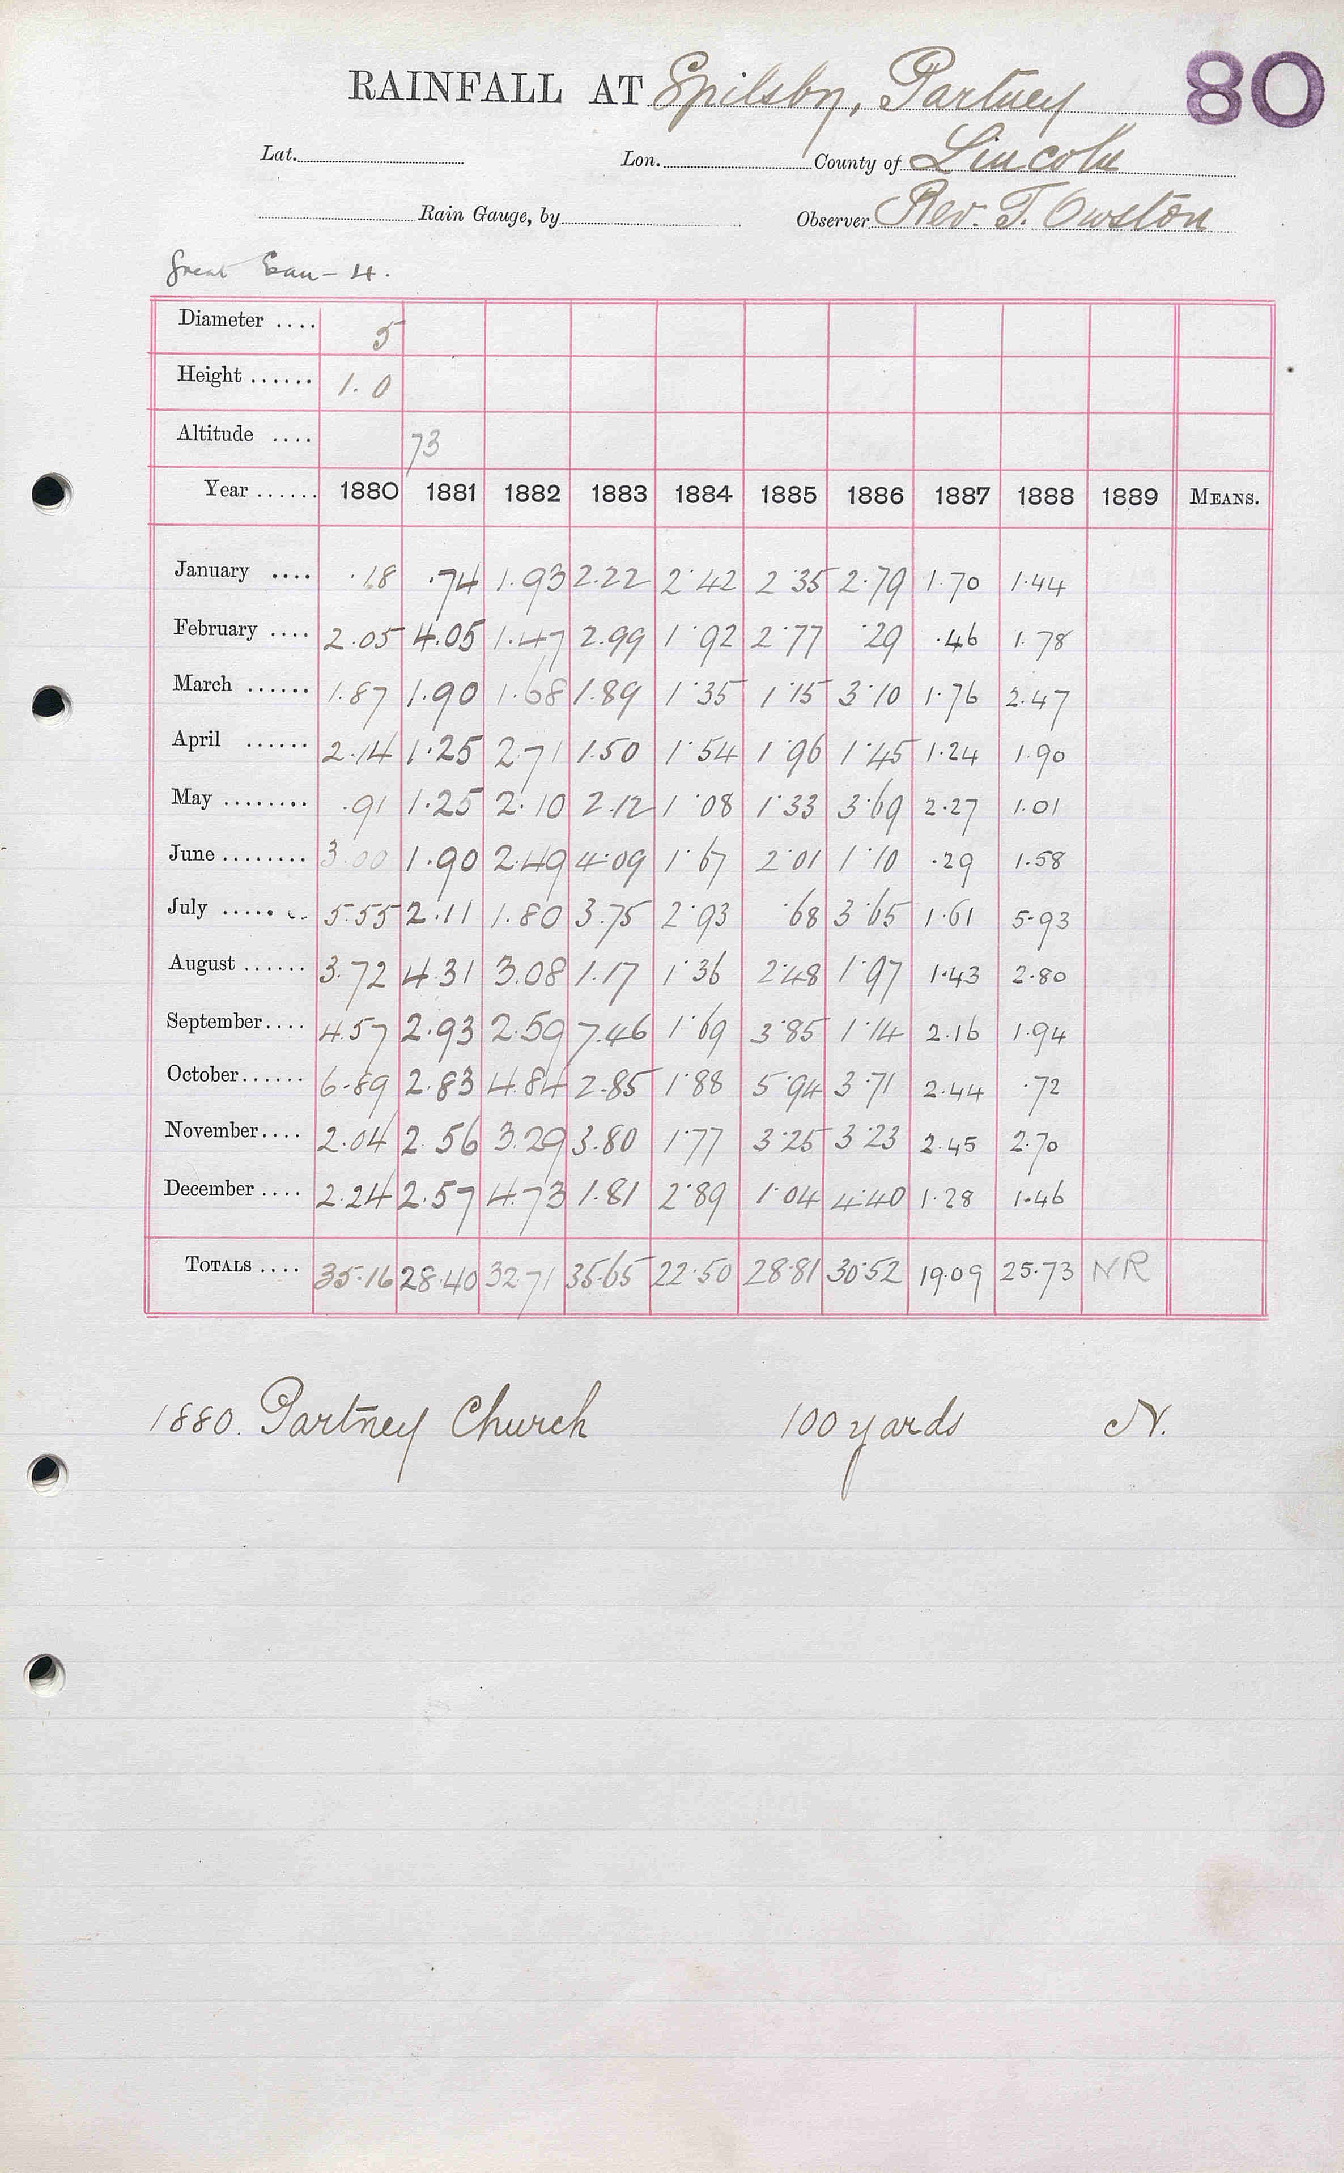 RAINFALL AT Spilsby, Partney 80
Lat. Lon. County of Lincoln
Rain Gauge, by Observer Rev. T. Owston
Great Eau - 4.
Diameter .... 5
Height ...... 1.0
Altitude .... 73
Year ...... 1880 1881 1882 1883 1884 1885 1886 1887 1888 1889 MEANS.
January .... .18 .74 1.93 2.22 2.42 2.35 2.79 1.70 1.44
February .... 2.05 4.05 1.47 2.99 1.92 2.77 .29 .46 1.78
March ...... 1.87 1.90 1.68 1.89 1.35 1.15 3.10 1.76 2.47
April ...... 2.14 1.25 2.71 1.50 1.54 1.96 1.45 1.24 1.90
May ........ .91 1.25 2.10 2.12 1.08 1.33 3.69 2.27 1.01
June ........ 3.00 1.90 2.49 4.09 1.67 2.01 1.10 .29 1.58
July ........ 5.55 2.11 1.80 3.75 2.93 .68 3.65 1.61 5.93
August ...... 3.72 4.31 3.08 1.17 1.36 2.48 1.97 1.43 2.80
September.... 4.57 2.93 2.59 7.46 1.69 3.85 1.14 2.16 1.94
October...... 6.89 2.83 4.84 2.85 1.88 5.94 3.71 2.44 .72
November.... 2.04 2.56 3.29 3.80 1.77 3.25 3.23 2.45 2.70
December .... 2.24 2.57 4.73 1.81 2.89 1.04 4.40 1.28 1.46
TOTALS .... 35.16 28.40 32.71 35.65 22.50 28.81 30.52 19.09 25.73 NR
1880. Partney Church 100 yards N.